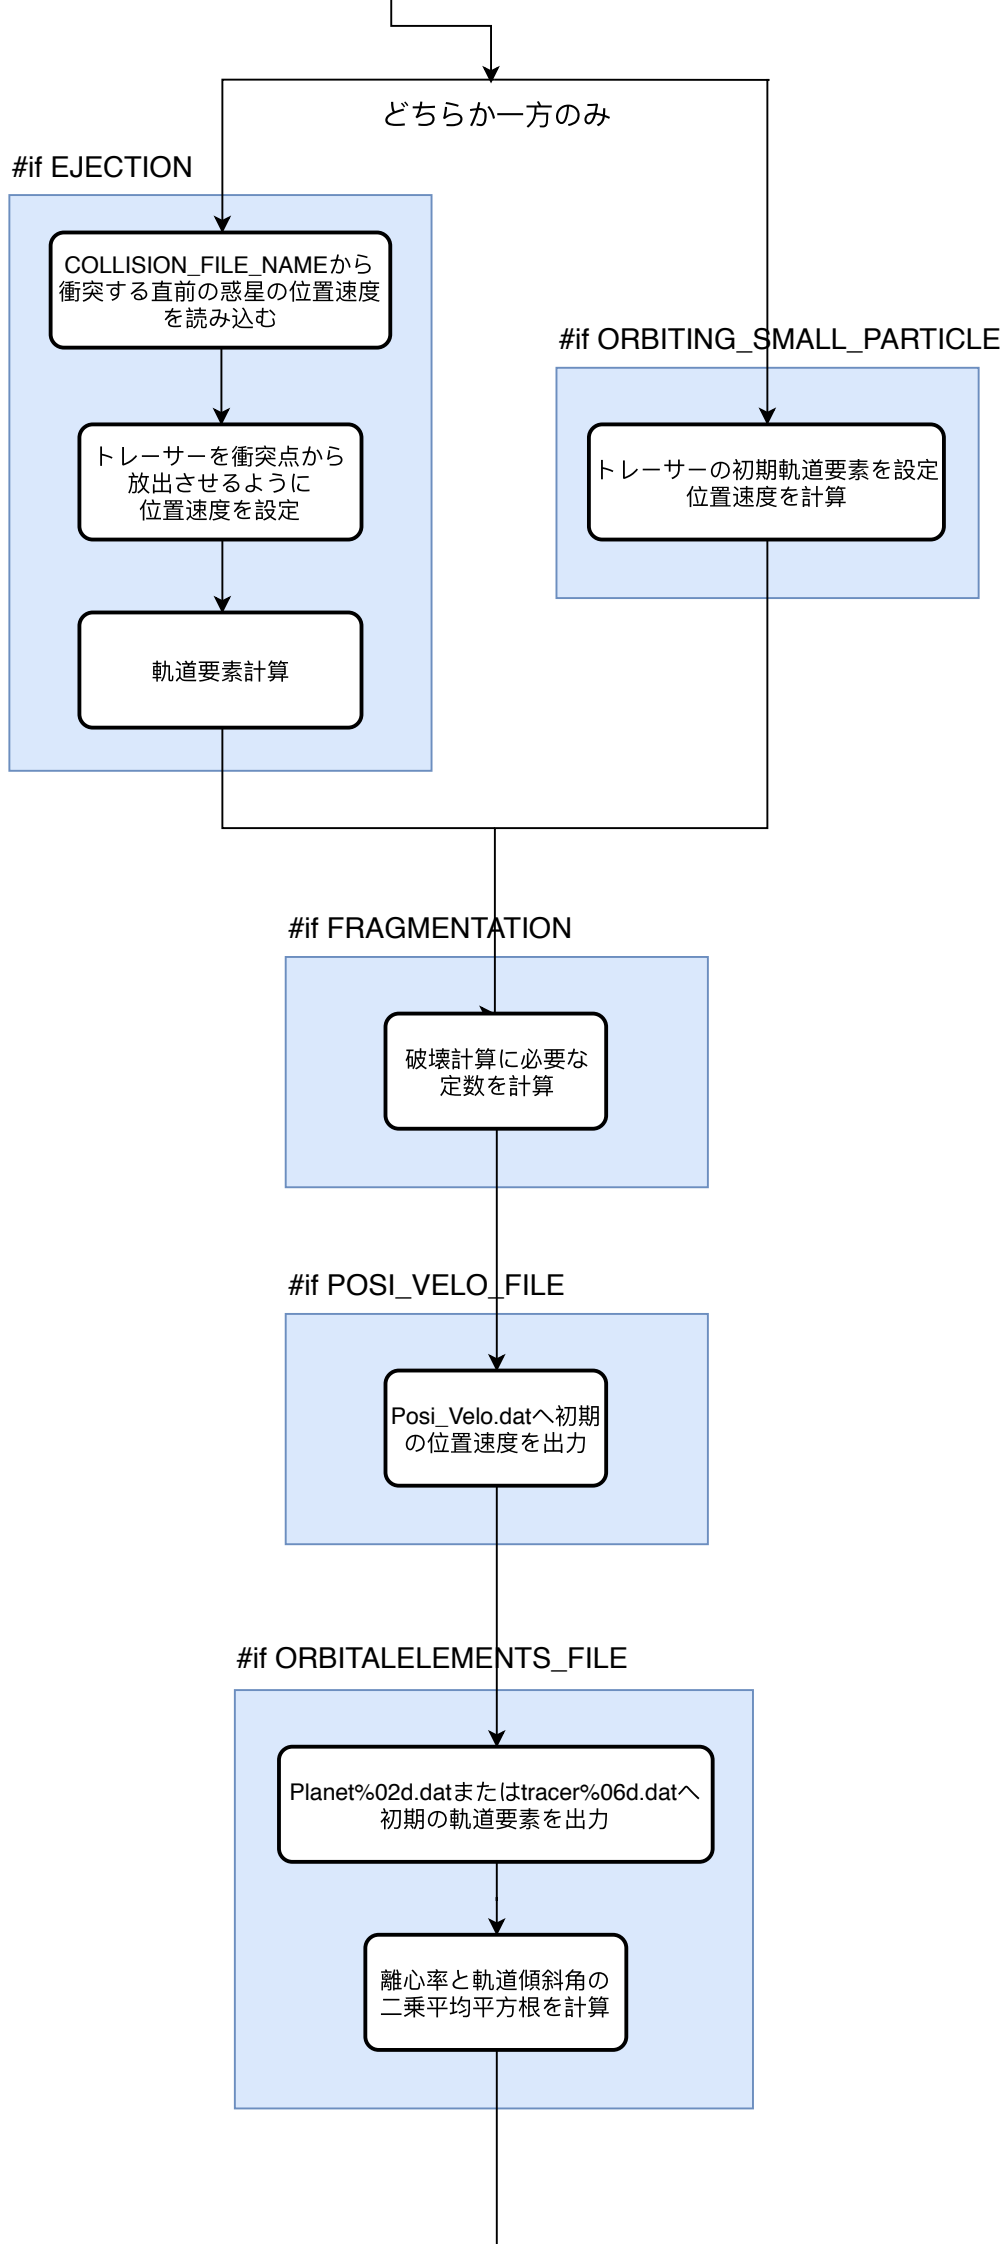 どちらか一方のみ
#if EJECTION
COLLISION_FILE_NAMEから
衝突する直前の惑星の位置速度
を読み込む
トレーサーを衝突点から
放出させるように
位置速度を設定
軌道要素計算
#if ORBITING_SMALL_PARTICLE
トレーサーの初期軌道要素を設定
位置速度を計算
#if FRAGMENTATION
破壊計算に必要な
定数を計算
#if POSI_VELO_FILE
Posi_Velo.datへ初期
の位置速度を出力
#if ORBITALELEMENTS_FILE
Planet%02d.datまたはtracer%06d.datへ
初期の軌道要素を出力
離心率と軌道傾斜角の
二乗平均平方根を計算